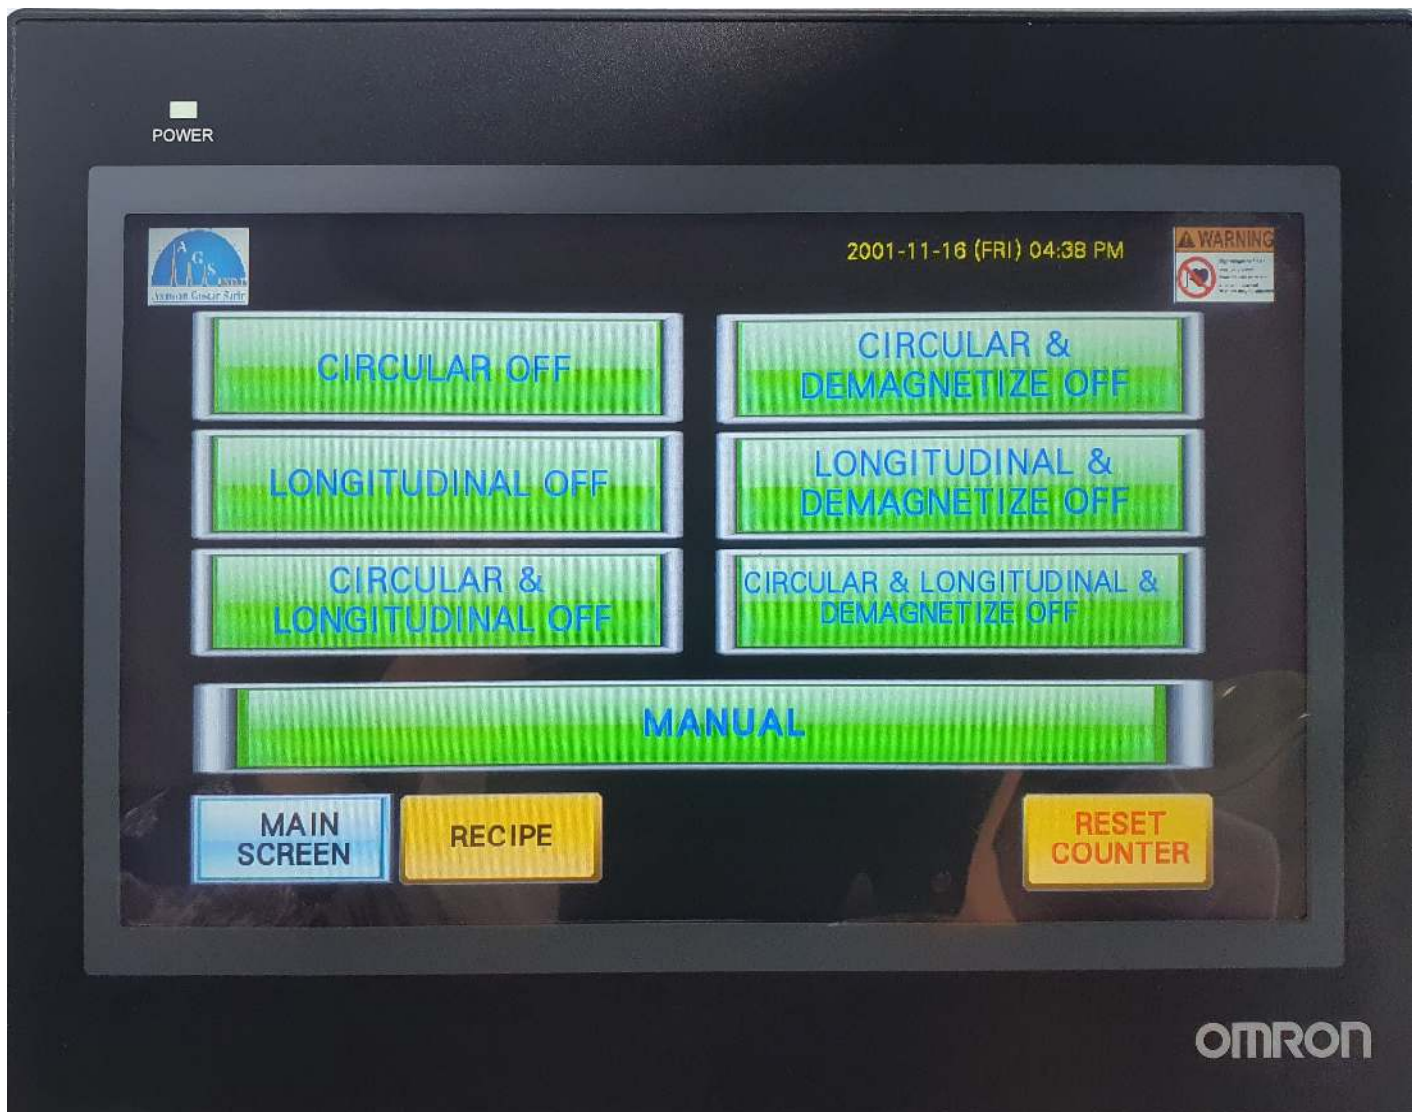 POWER
A
G
S
2001-11-16 (FRI) 04:38 PM
WARNING
CIRCULAR OFF
CIRCULAR &
DEMAGNETIZE OFF
LONGITUDINAL OFF
LONGITUDINAL &
DEMAGNETIZE OFF
CIRCULAR &
LONGITUDINAL OFF
CIRCULAR & LONGITUDINAL &
DEMAGNETIZE OFF
MANUAL
MAIN
SCREEN
RECIPE
RESET
COUNTER
OMRON